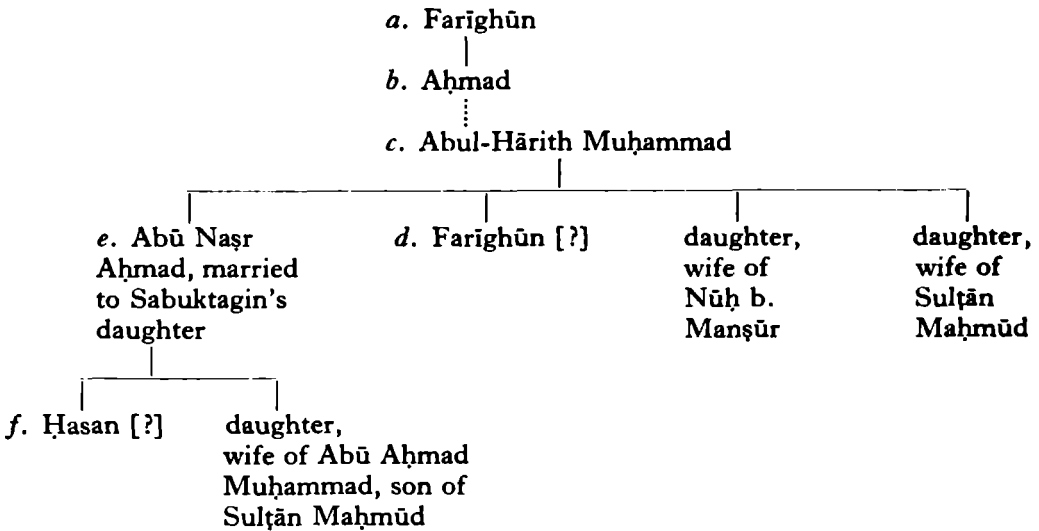 a. Farīghūn
b. Aḥmad
c. Abul-Hārith Muḥammad
e. Abū Naṣr
Aḥmad, married
to Sabuktagin's
daughter
d. Farīghūn [?]
daughter,
wife of
Nūḥ b.
Manṣūr
daughter,
wife of
Sulṭān
Maḥmūd
f. Ḥasan [?]
daughter,
wife of Abū Aḥmad
Muḥammad, son of
Sulṭān Maḥmūd